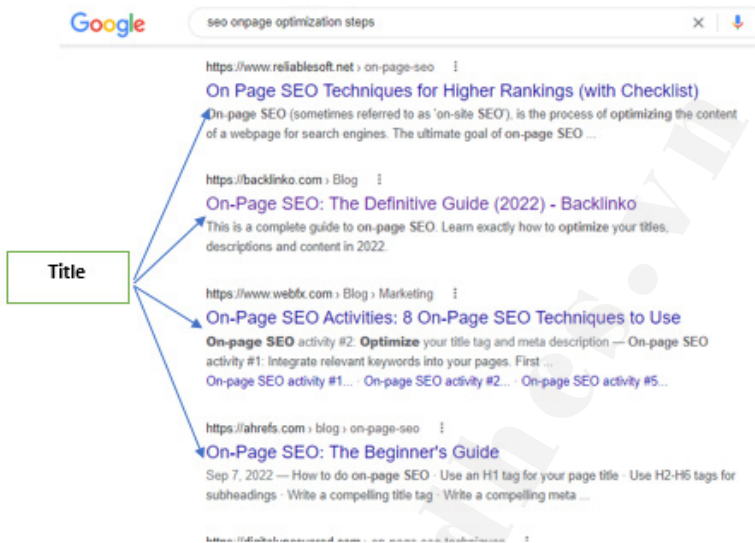 Google
seo onpage optimization steps
https://www.reliablesoft.net › on-page-seo
On Page SEO Techniques for Higher Rankings (with Checklist)
On-page SEO (sometimes referred to as 'on-site SEO'), is the process of optimizing the content
of a webpage for search engines. The ultimate goal of on-page SEO ...
https://backlinko.com › Blog
On-Page SEO: The Definitive Guide (2022) - Backlinko
This is a complete guide to on-page SEO. Learn exactly how to optimize your titles,
descriptions and content in 2022.
Title
https://www.webfx.com › Blog › Marketing
On-Page SEO Activities: 8 On-Page SEO Techniques to Use
On-page SEO activity #2: Optimize your title tag and meta description — On-page SEO
activity #1: Integrate relevant keywords into your pages. First ...
On-page SEO activity #1... · On-page SEO activity #2... · On-page SEO activity #5...
https://ahrefs.com › blog › on-page-seo
On-Page SEO: The Beginner's Guide
Sep 7, 2022 — How to do on-page SEO · Use an H1 tag for your page title · Use H2-H6 tags for
subheadings · Write a compelling title tag · Write a compelling meta ...